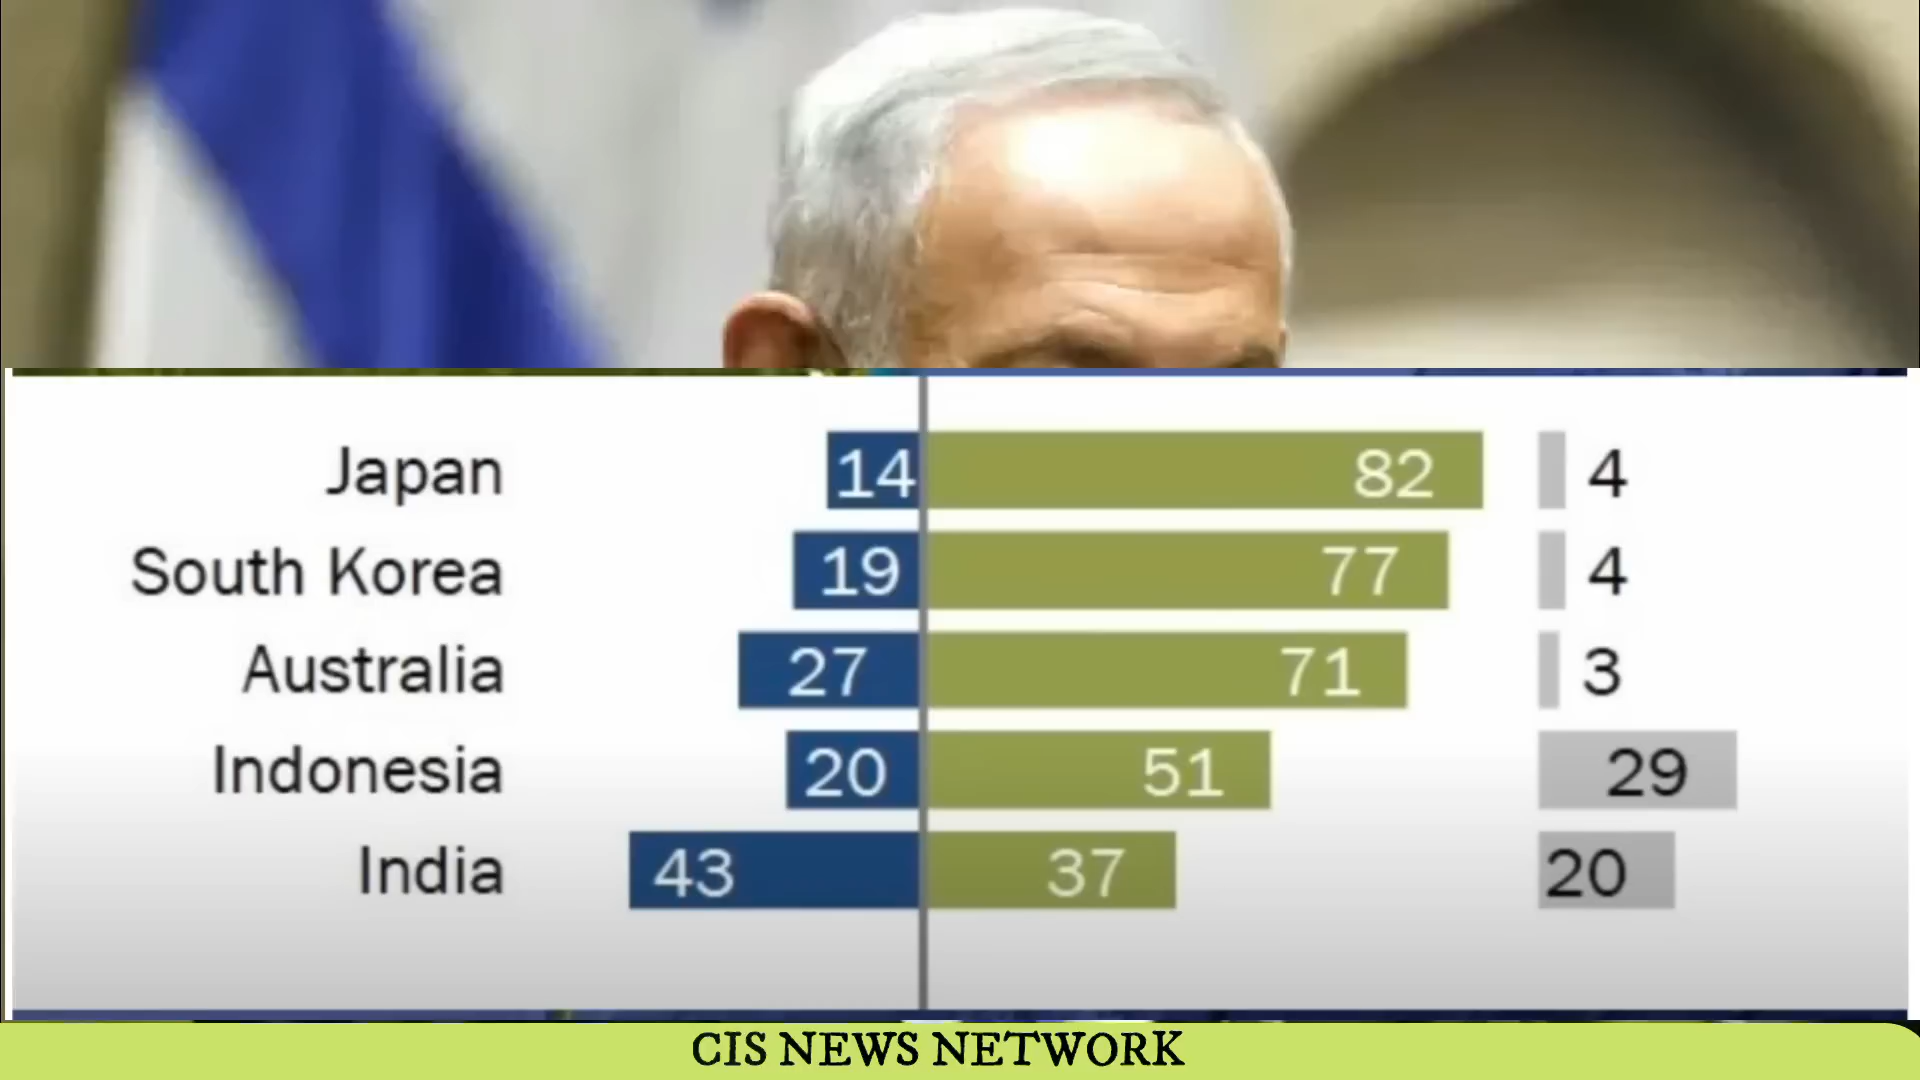 Japan 14 82 4
South Korea 19 77 4
Australia 27 71 3
Indonesia 20 51 29
India 43 37 20
CIS NEWS NETWORK